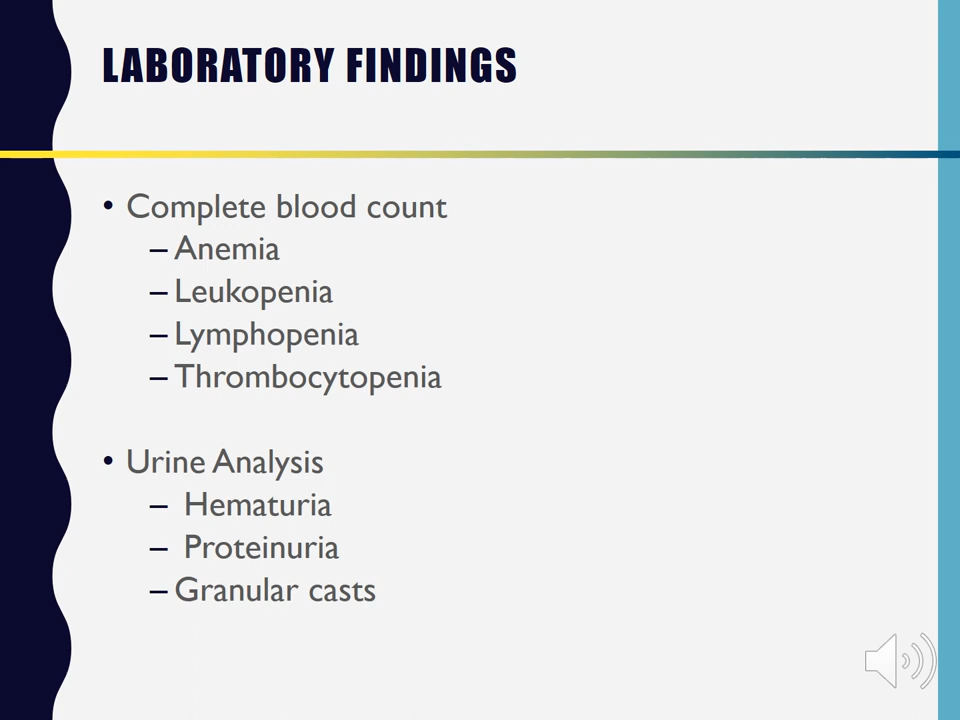 LABORATORY FINDINGS
• Complete blood count
– Anemia
– Leukopenia
– Lymphopenia
– Thrombocytopenia
• Urine Analysis
– Hematuria
– Proteinuria
– Granular casts